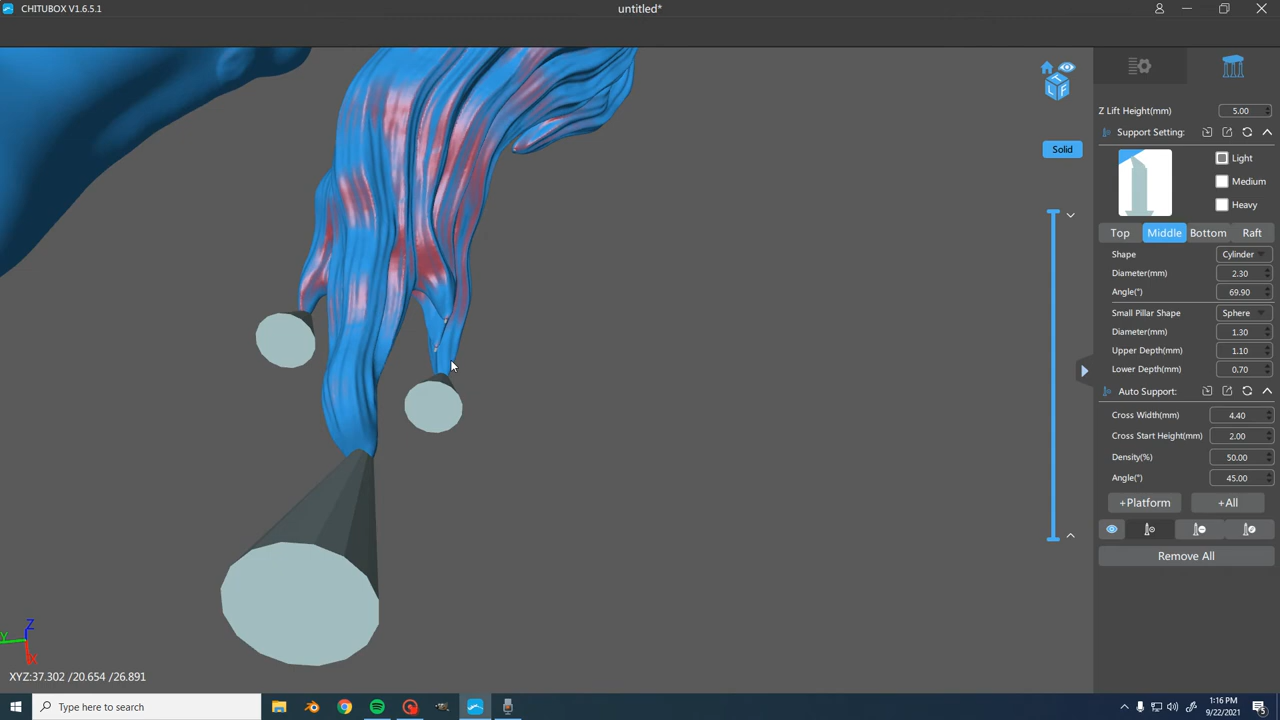 CHITUBOX V1.6.5.1
untitled*
T
L F
Solid
Z Lift Height(mm) 5.00
Support Setting:
Light
Medium
Heavy
Top Middle Bottom Raft
Shape Cylinder
Diameter(mm) 2.30
Angle(°) 69.90
Small Pillar Shape Sphere
Diameter(mm) 1.30
Upper Depth(mm) 1.10
Lower Depth(mm) 0.70
Auto Support:
Cross Width(mm) 4.40
Cross Start Height(mm) 2.00
Density(%) 50.00
Angle(°) 45.00
+Platform +All
Remove All
Z
Y
X
XYZ:37.302 /20.654 /26.891
Type here to search
1:16 PM
9/22/2021
5